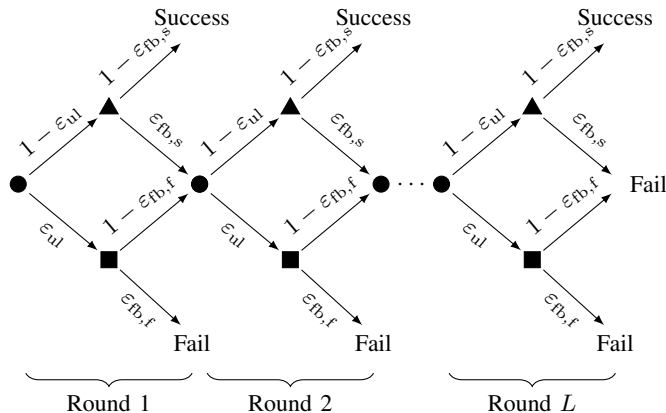 Success Success Success
1 − ε_fb,s 1 − ε_fb,s 1 − ε_fb,s
1 − ε_ul 1 − ε_ul 1 − ε_ul
ε_fb,s ε_fb,s ε_fb,s
··· Fail
ε_ul 1 − ε_fb,f ε_ul 1 − ε_fb,f ε_ul 1 − ε_fb,f
ε_fb,f ε_fb,f ε_fb,f
Fail Fail Fail
Round 1 Round 2 Round L